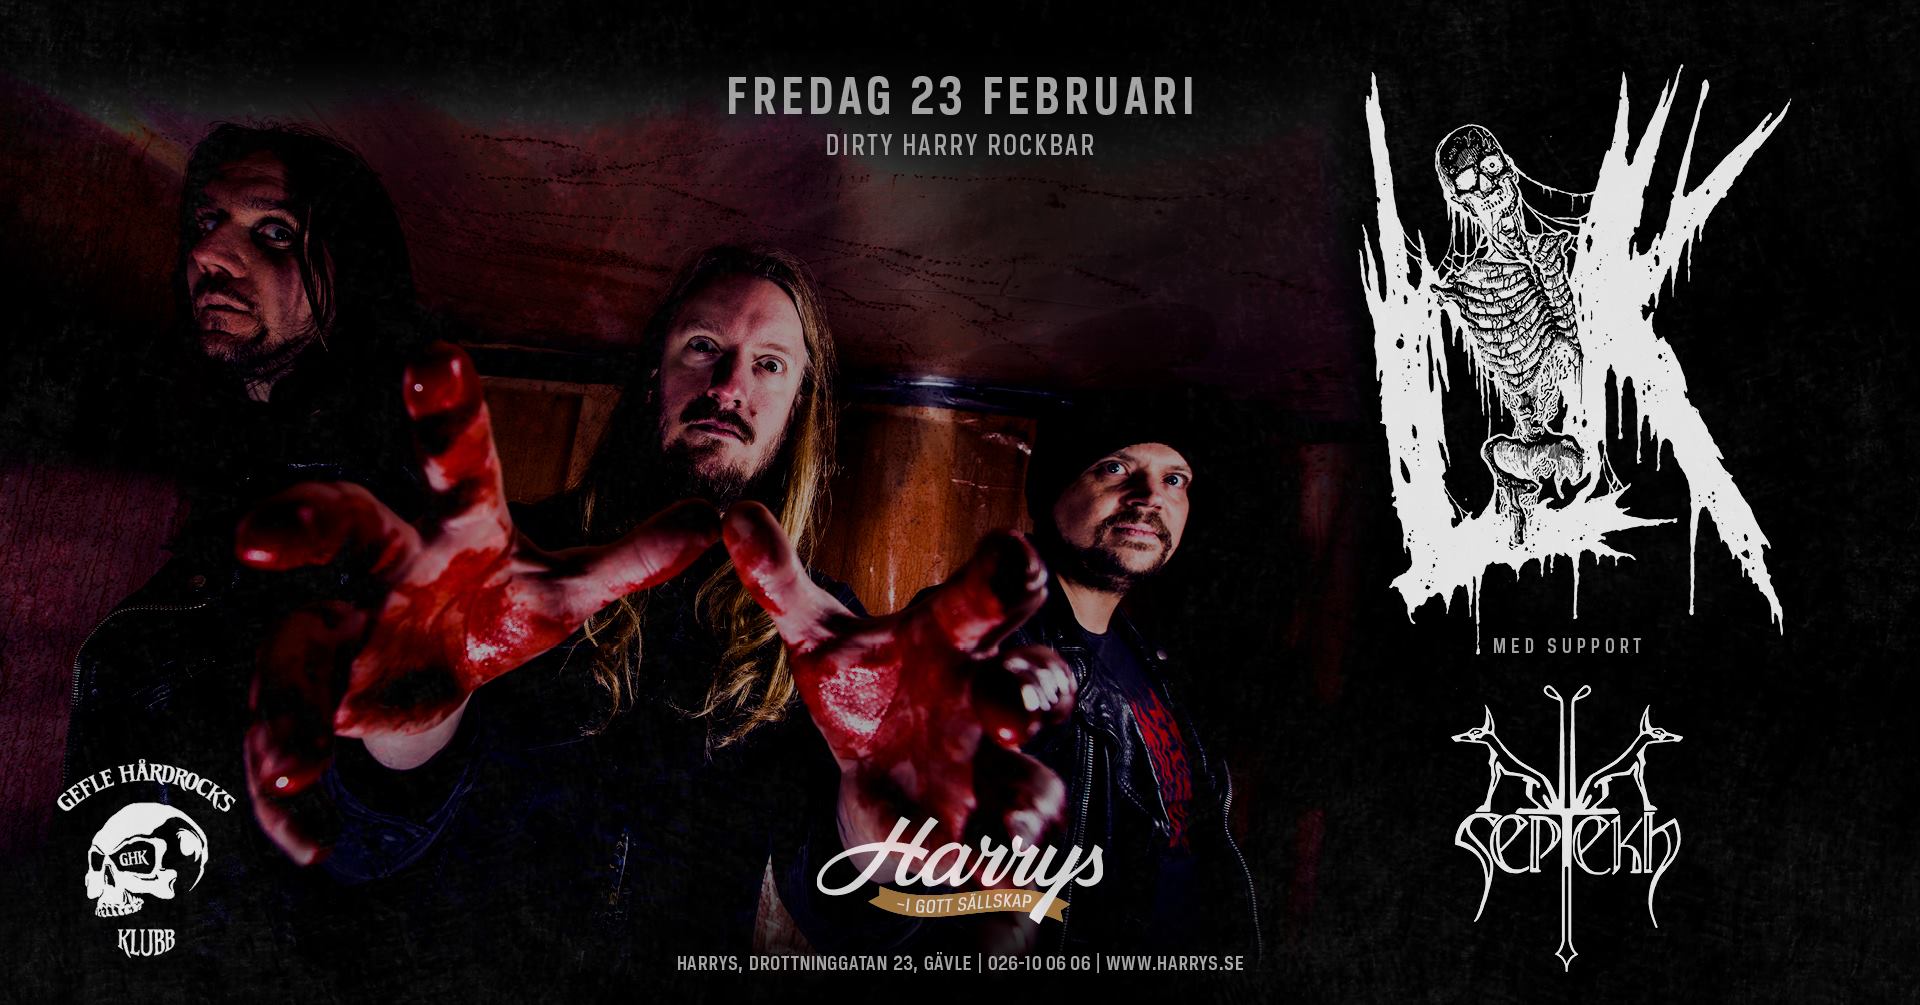 FREDAG 23 FEBRUARI
DIRTY HARRY ROCKBAR
LIK
MED SUPPORT
SEPTEKH
GEFLE HÅRDROCKS
GHK
KLUBB
Harrys
-I GOTT SÄLLSKAP
HARRYS, DROTTNINGGATAN 23, GÄVLE | 026-10 06 06 | WWW.HARRYS.SE